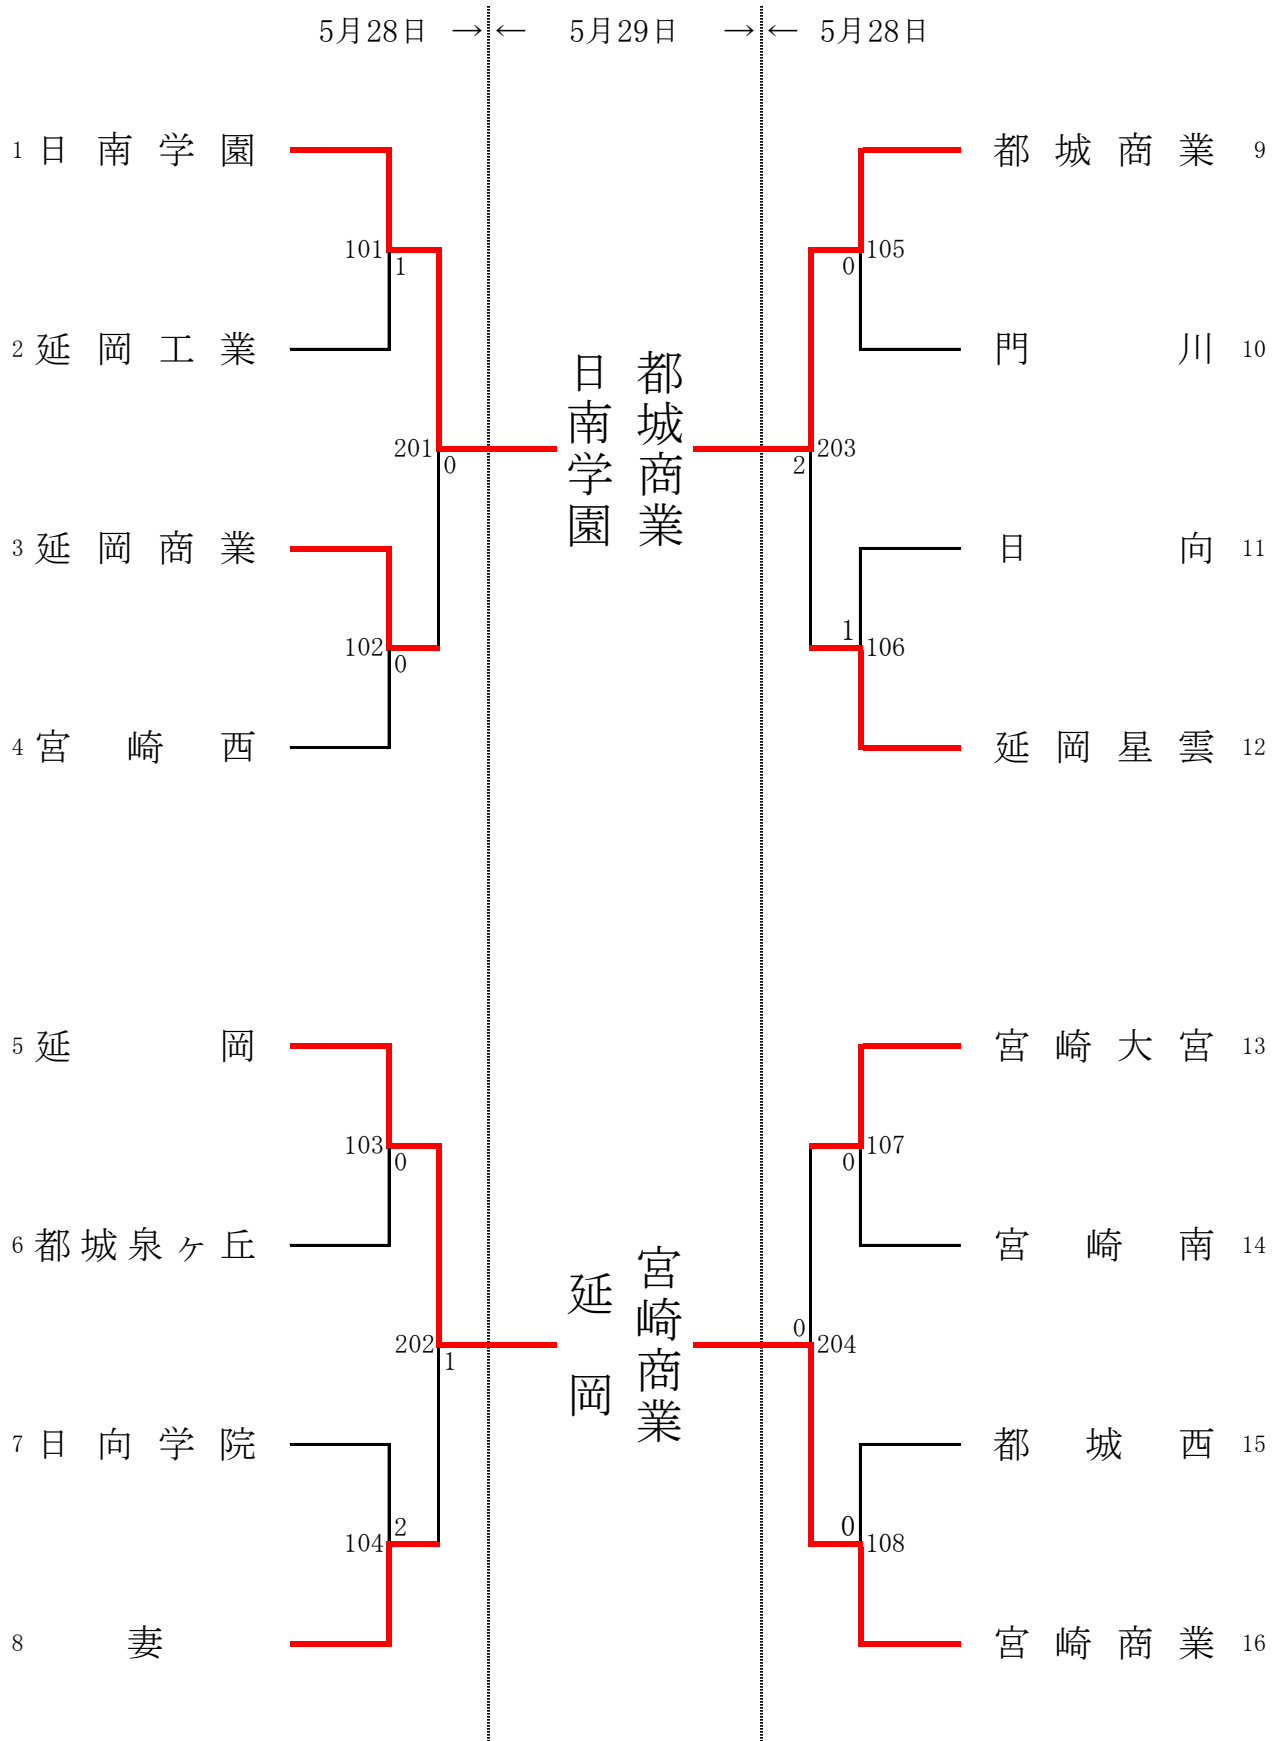 5月28日 →← 5月29日 →← 5月28日
1 日南学園
都城商業 9
101
1
105
0
2 延岡工業
門川 10
日南学園
都城商業
201
0
203
2
3 延岡商業
日向 11
102
0
1
106
4 宮崎西
延岡星雲 12
5 延岡
宮崎大宮 13
103
0
107
0
6 都城泉ヶ丘
宮崎南 14
延岡
宮崎商業
202
1
0
204
7 日向学院
都城西 15
104
2
0
108
8 妻
宮崎商業 16